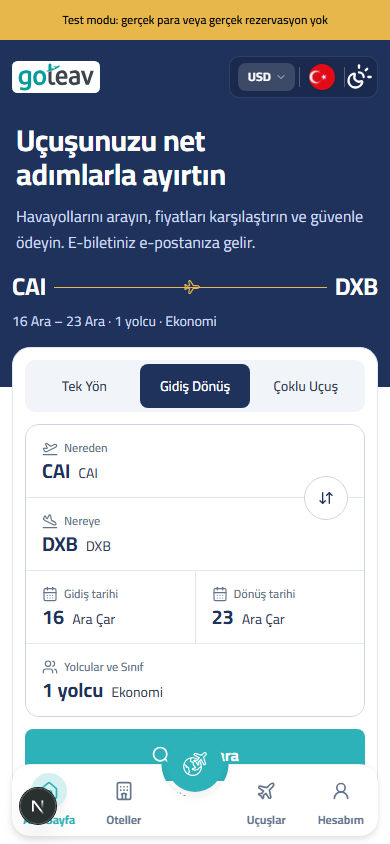 Test modu: gerçek para veya gerçek rezervasyon yok
goteav
USD
Uçuşunuzu net
adımlarla ayırtın
Havayollarını arayın, fiyatları karşılaştırın ve güvenle
ödeyin. E-biletiniz e-postanıza gelir.
CAI DXB
16 Ara – 23 Ara · 1 yolcu · Ekonomi
Tek Yön Gidiş Dönüş Çoklu Uçuş
Nereden
CAI CAI
Nereye
DXB DXB
Gidiş tarihi Dönüş tarihi
16 Ara Çar 23 Ara Çar
Yolcular ve Sınıf
1 yolcu Ekonomi
N
Oteller Uçuşlar Hesabım